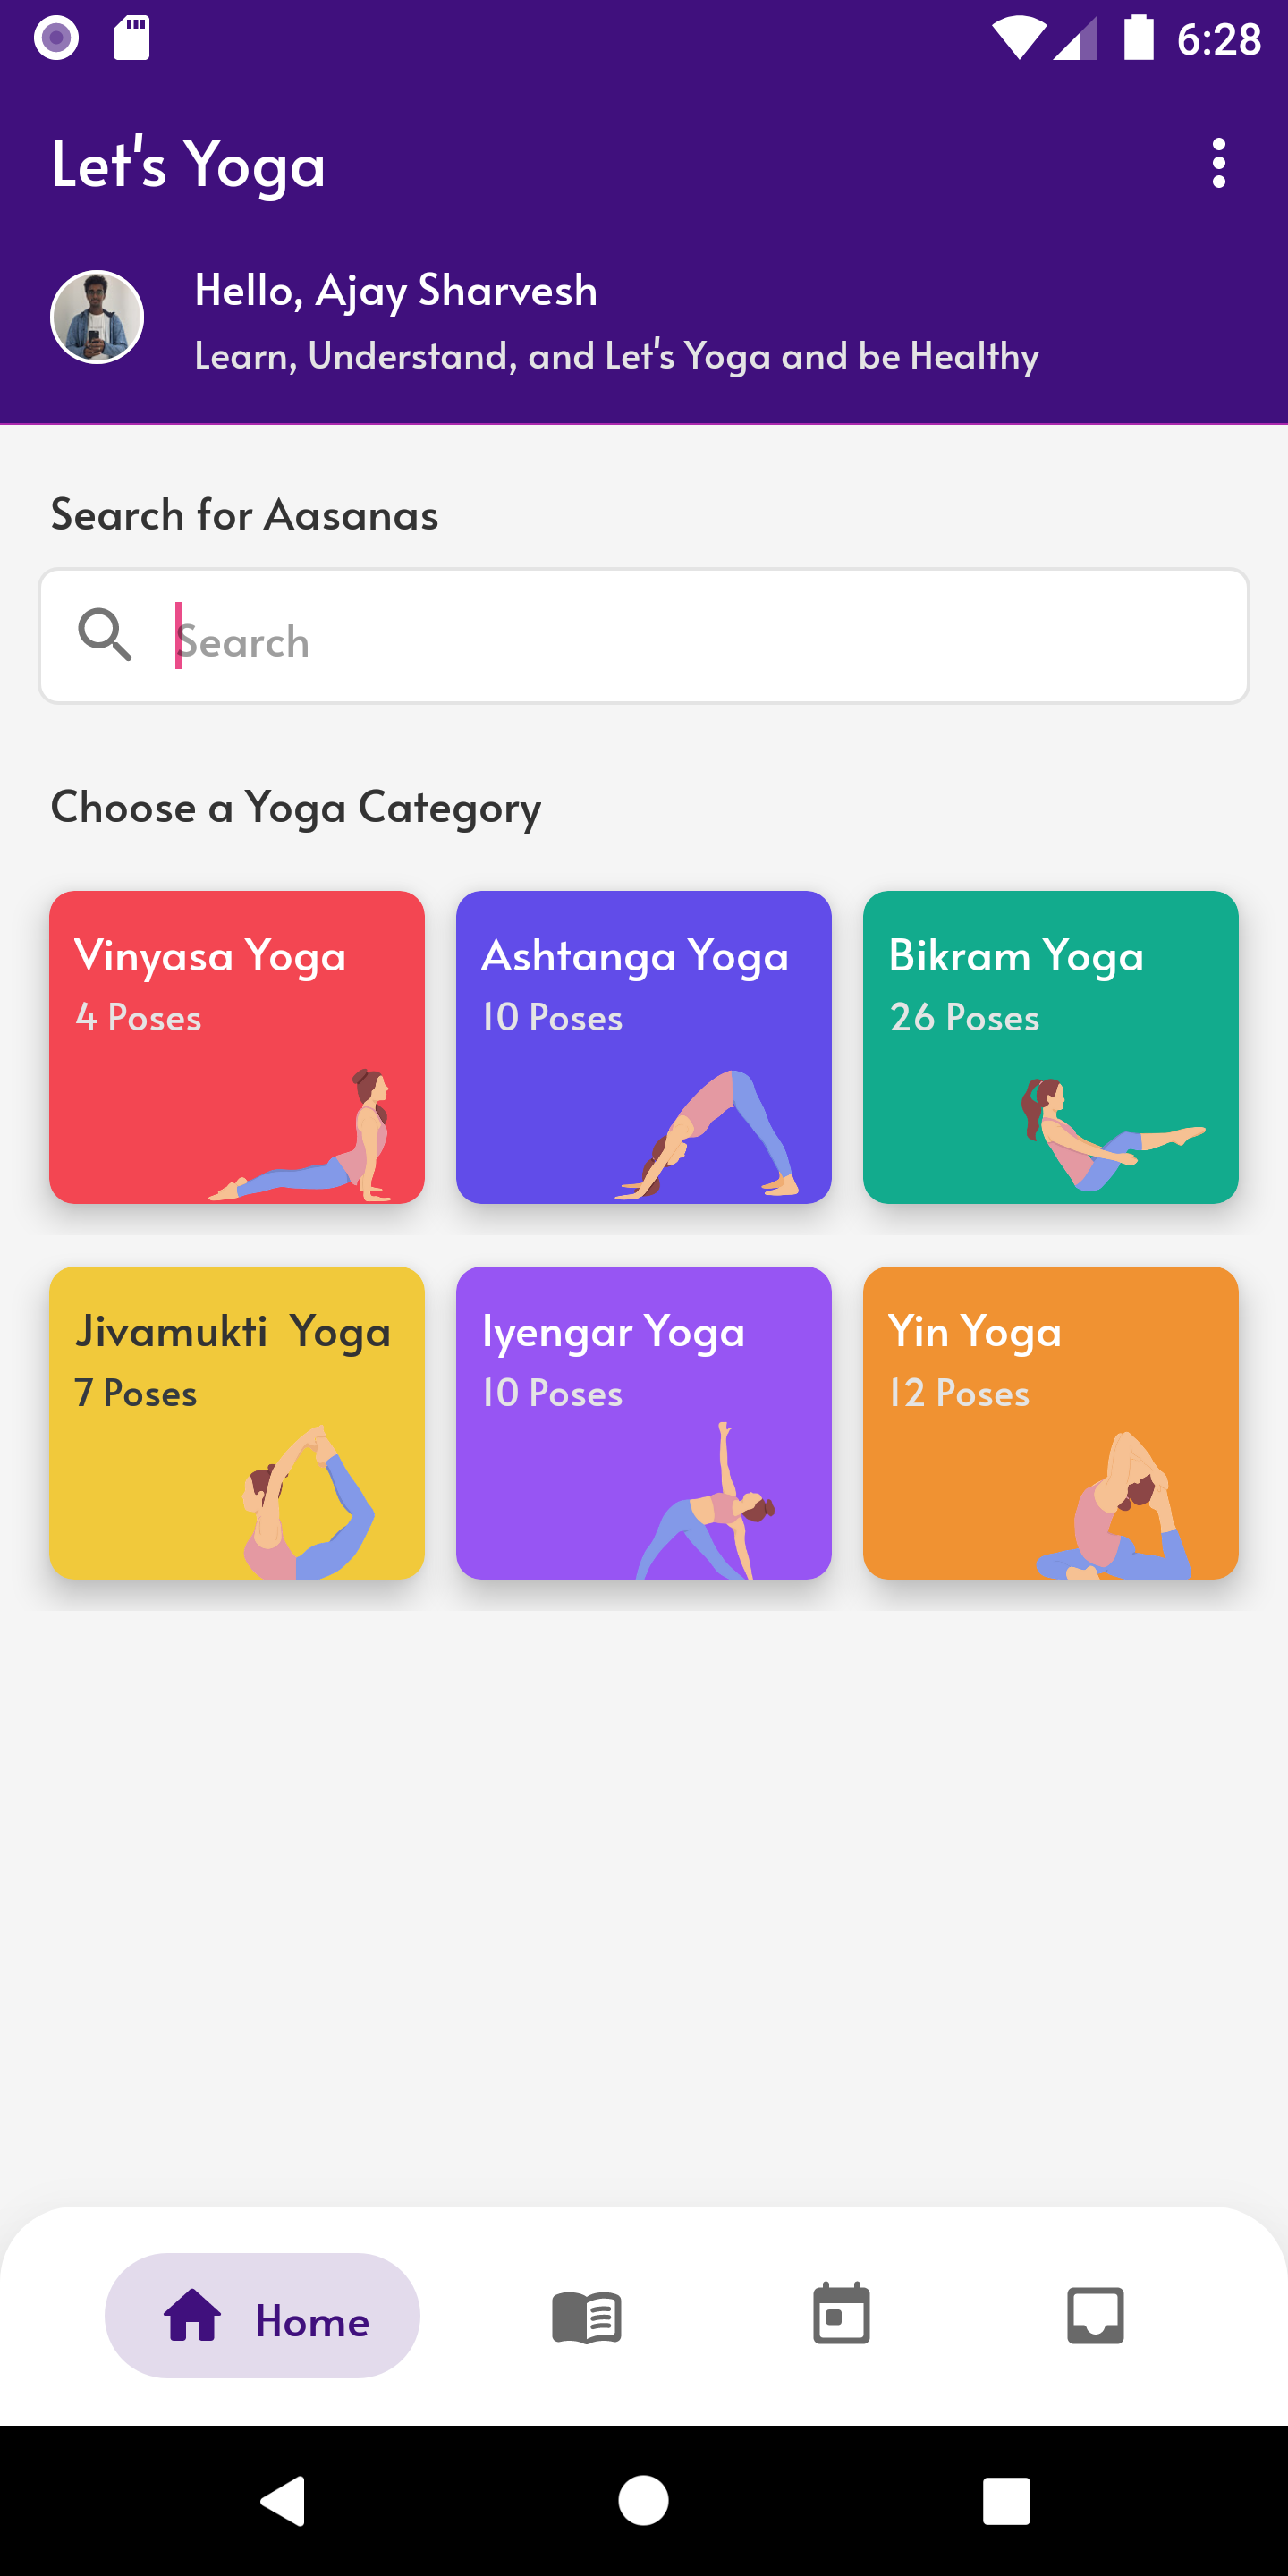 6:28
Let's Yoga
Hello, Ajay Sharvesh
Learn, Understand, and Let's Yoga and be Healthy
Search for Aasanas
Search
Choose a Yoga Category
Vinyasa Yoga
4 Poses
Ashtanga Yoga
10 Poses
Bikram Yoga
26 Poses
Jivamukti  Yoga
7 Poses
Iyengar Yoga
10 Poses
Yin Yoga
12 Poses
Home